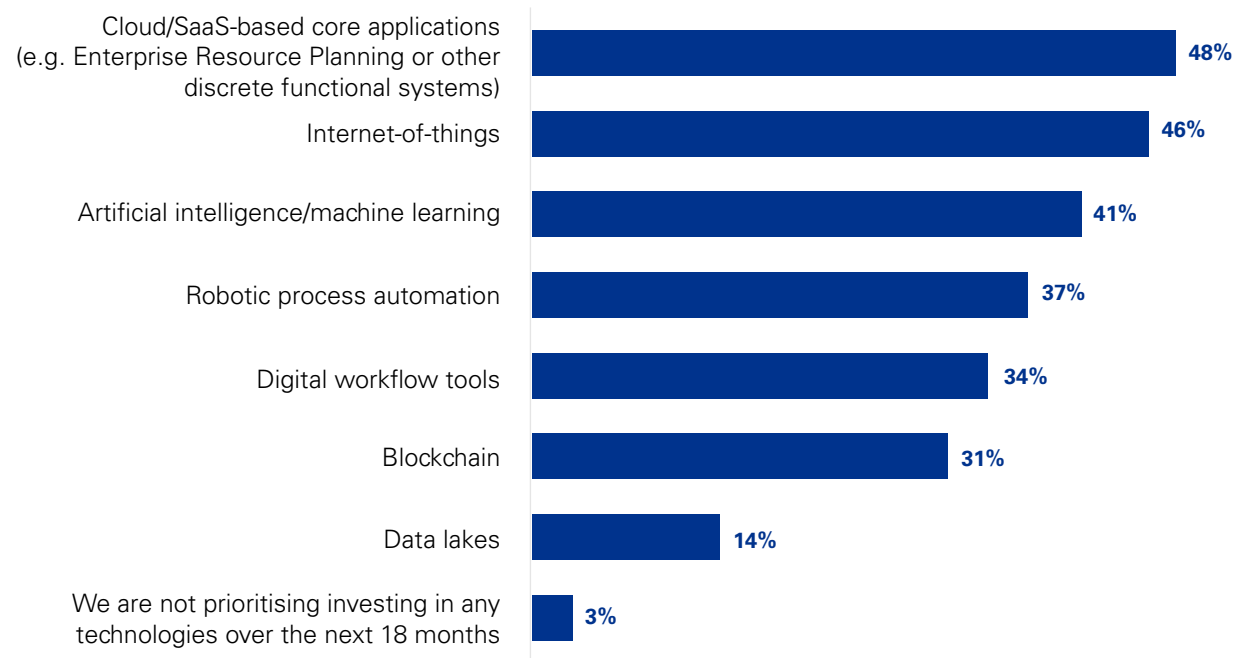 Cloud/SaaS-based core applications
(e.g. Enterprise Resource Planning or other
discrete functional systems)
48%
Internet-of-things
46%
Artificial intelligence/machine learning
41%
Robotic process automation
37%
Digital workflow tools
34%
Blockchain
31%
Data lakes
14%
We are not prioritising investing in any
technologies over the next 18 months
3%